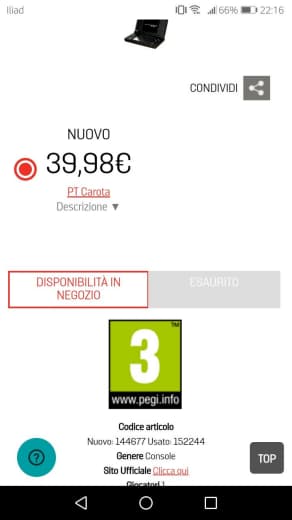 Iliad
66% 22:16
CONDIVIDI
NUOVO
39,98€
PT Carota
Descrizione ▼
DISPONIBILITÀ IN
NEGOZIO
ESAURITO
3
TM
www.pegi.info
Codice articolo
Nuovo: 144677 Usato: 152244
Genere Console
Sito Ufficiale Clicca qui
Giocatori 1
?
TOP